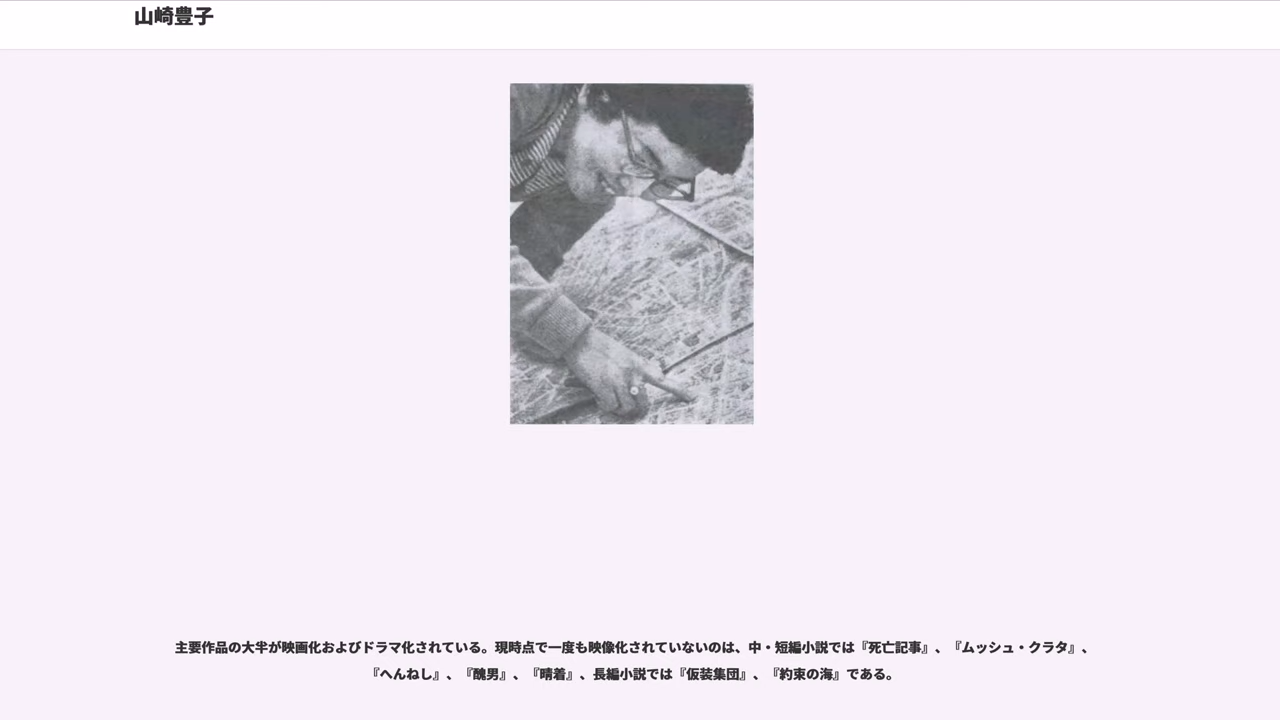 山崎豊子
主要作品の大半が映画化およびドラマ化されている。現時点で一度も映像化されていないのは、中・短編小説では『死亡記事』、『ムッシュ・クラタ』、
『へんねし』、『醜男』、『晴着』、長編小説では『仮装集団』、『約束の海』である。